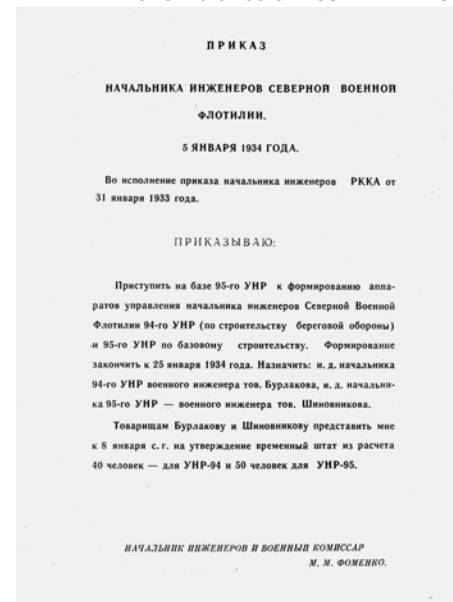 ПРИКАЗ
НАЧАЛЬНИКА ИНЖЕНЕРОВ СЕВЕРНОЙ ВОЕННОЙ
ФЛОТИЛИИ.
5 ЯНВАРЯ 1934 ГОДА.
Во исполнение приказа начальника инженеров РККА от
31 января 1933 года.
ПРИКАЗЫВАЮ:
Приступить на базе 95-го УНР к формированию аппа-
ратов управления начальника инженеров Северной Военной
Флотилии 94-го УНР (по строительству береговой обороны)
и 95-го УНР по базовому строительству. Формирование
закончить к 25 января 1934 года. Назначить: и. д. начальника
94-го УНР военного инженера тов. Бурлакова, и. д. начальни-
ка 95-го УНР — военного инженера тов. Шиновникова.
Товарищам Бурлакову и Шиновникову представить мне
к 8 января с. г. на утверждение временный штат из расчета
40 человек — для УНР-94 и 50 человек для УНР-95.
НАЧАЛЬНИК ИНЖЕНЕРОВ И ВОЕННЫЙ КОМИССАР
М. М. ФОМЕНКО.